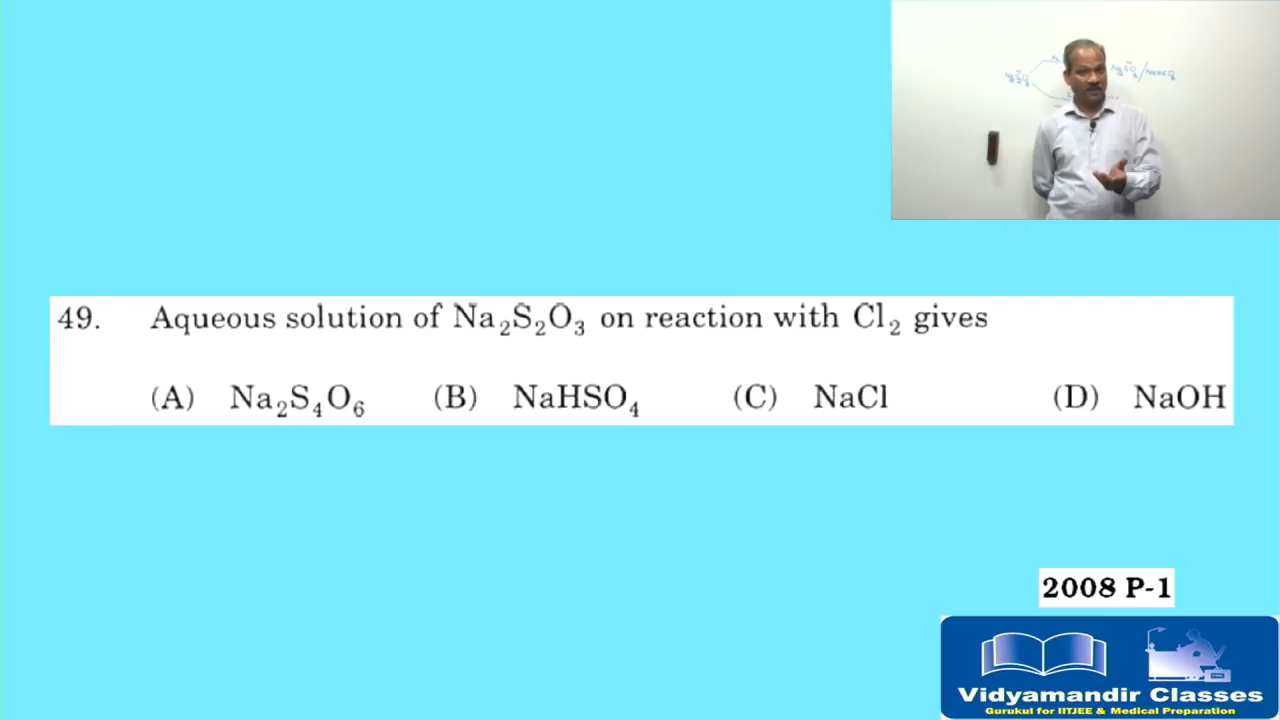 49. Aqueous solution of Na₂S₂O₃ on reaction with Cl₂ gives
(A) Na₂S₄O₆ (B) NaHSO₄ (C) NaCl (D) NaOH
2008 P-1
Vidyamandir Classes
Gurukul for IITJEE & Medical Preparation